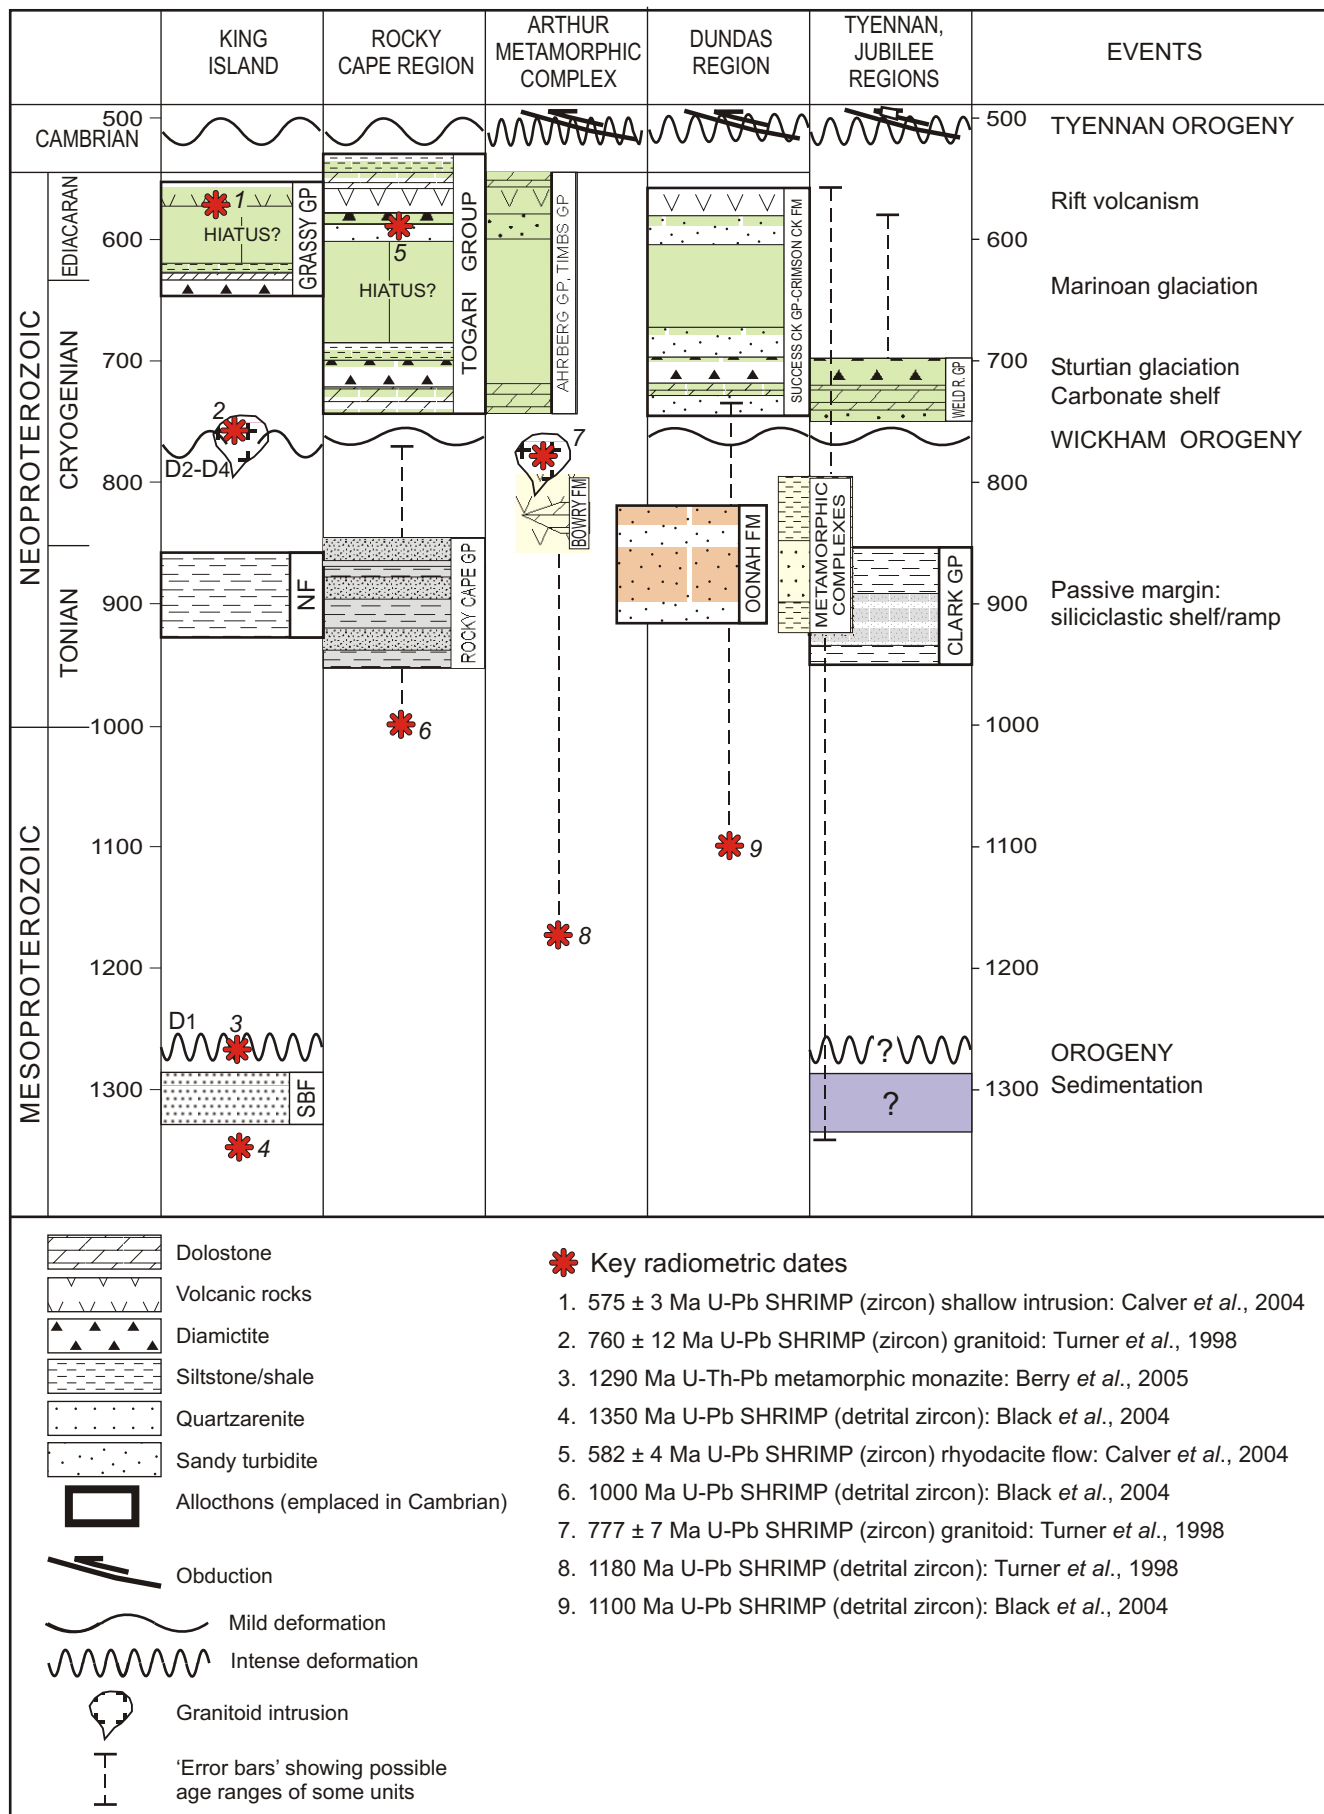 KING
ISLAND
ROCKY
CAPE REGION
ARTHUR
METAMORPHIC
COMPLEX
DUNDAS
REGION
TYENNAN,
JUBILEE
REGIONS
EVENTS
CAMBRIAN
NEOPROTEROZOIC
EDIACARAN
CRYOGENIAN
TONIAN
MESOPROTEROZOIC
500
600
700
800
900
1000
1100
1200
1300
1
HIATUS?
GRASSY GP
2
D2-D4
NF
D1
3
SBF
4
5
HIATUS?
TOGARI GROUP
ROCKY CAPE GP
6
AHRBERG GP, TIMBS GP
7
BOWRY FM
8
SUCCESS CK GP-CRIMSON CK FM
OONAH FM
9
WELD R. GP
METAMORPHIC
COMPLEXES
CLARK GP
?
?
500
600
700
800
900
1000
1100
1200
1300
TYENNAN OROGENY
Rift volcanism
Marinoan glaciation
Sturtian glaciation
Carbonate shelf
WICKHAM OROGENY
Passive margin:
siliciclastic shelf/ramp
OROGENY
Sedimentation
Dolostone
Volcanic rocks
Diamictite
Siltstone/shale
Quartzarenite
Sandy turbidite
Allocthons (emplaced in Cambrian)
Obduction
Mild deformation
Intense deformation
Granitoid intrusion
‘Error bars’ showing possible
age ranges of some units
Key radiometric dates
1. 575 ± 3 Ma U-Pb SHRIMP (zircon) shallow intrusion: Calver et al., 2004
2. 760 ± 12 Ma U-Pb SHRIMP (zircon) granitoid: Turner et al., 1998
3. 1290 Ma U-Th-Pb metamorphic monazite: Berry et al., 2005
4. 1350 Ma U-Pb SHRIMP (detrital zircon): Black et al., 2004
5. 582 ± 4 Ma U-Pb SHRIMP (zircon) rhyodacite flow: Calver et al., 2004
6. 1000 Ma U-Pb SHRIMP (detrital zircon): Black et al., 2004
7. 777 ± 7 Ma U-Pb SHRIMP (zircon) granitoid: Turner et al., 1998
8. 1180 Ma U-Pb SHRIMP (detrital zircon): Turner et al., 1998
9. 1100 Ma U-Pb SHRIMP (detrital zircon): Black et al., 2004